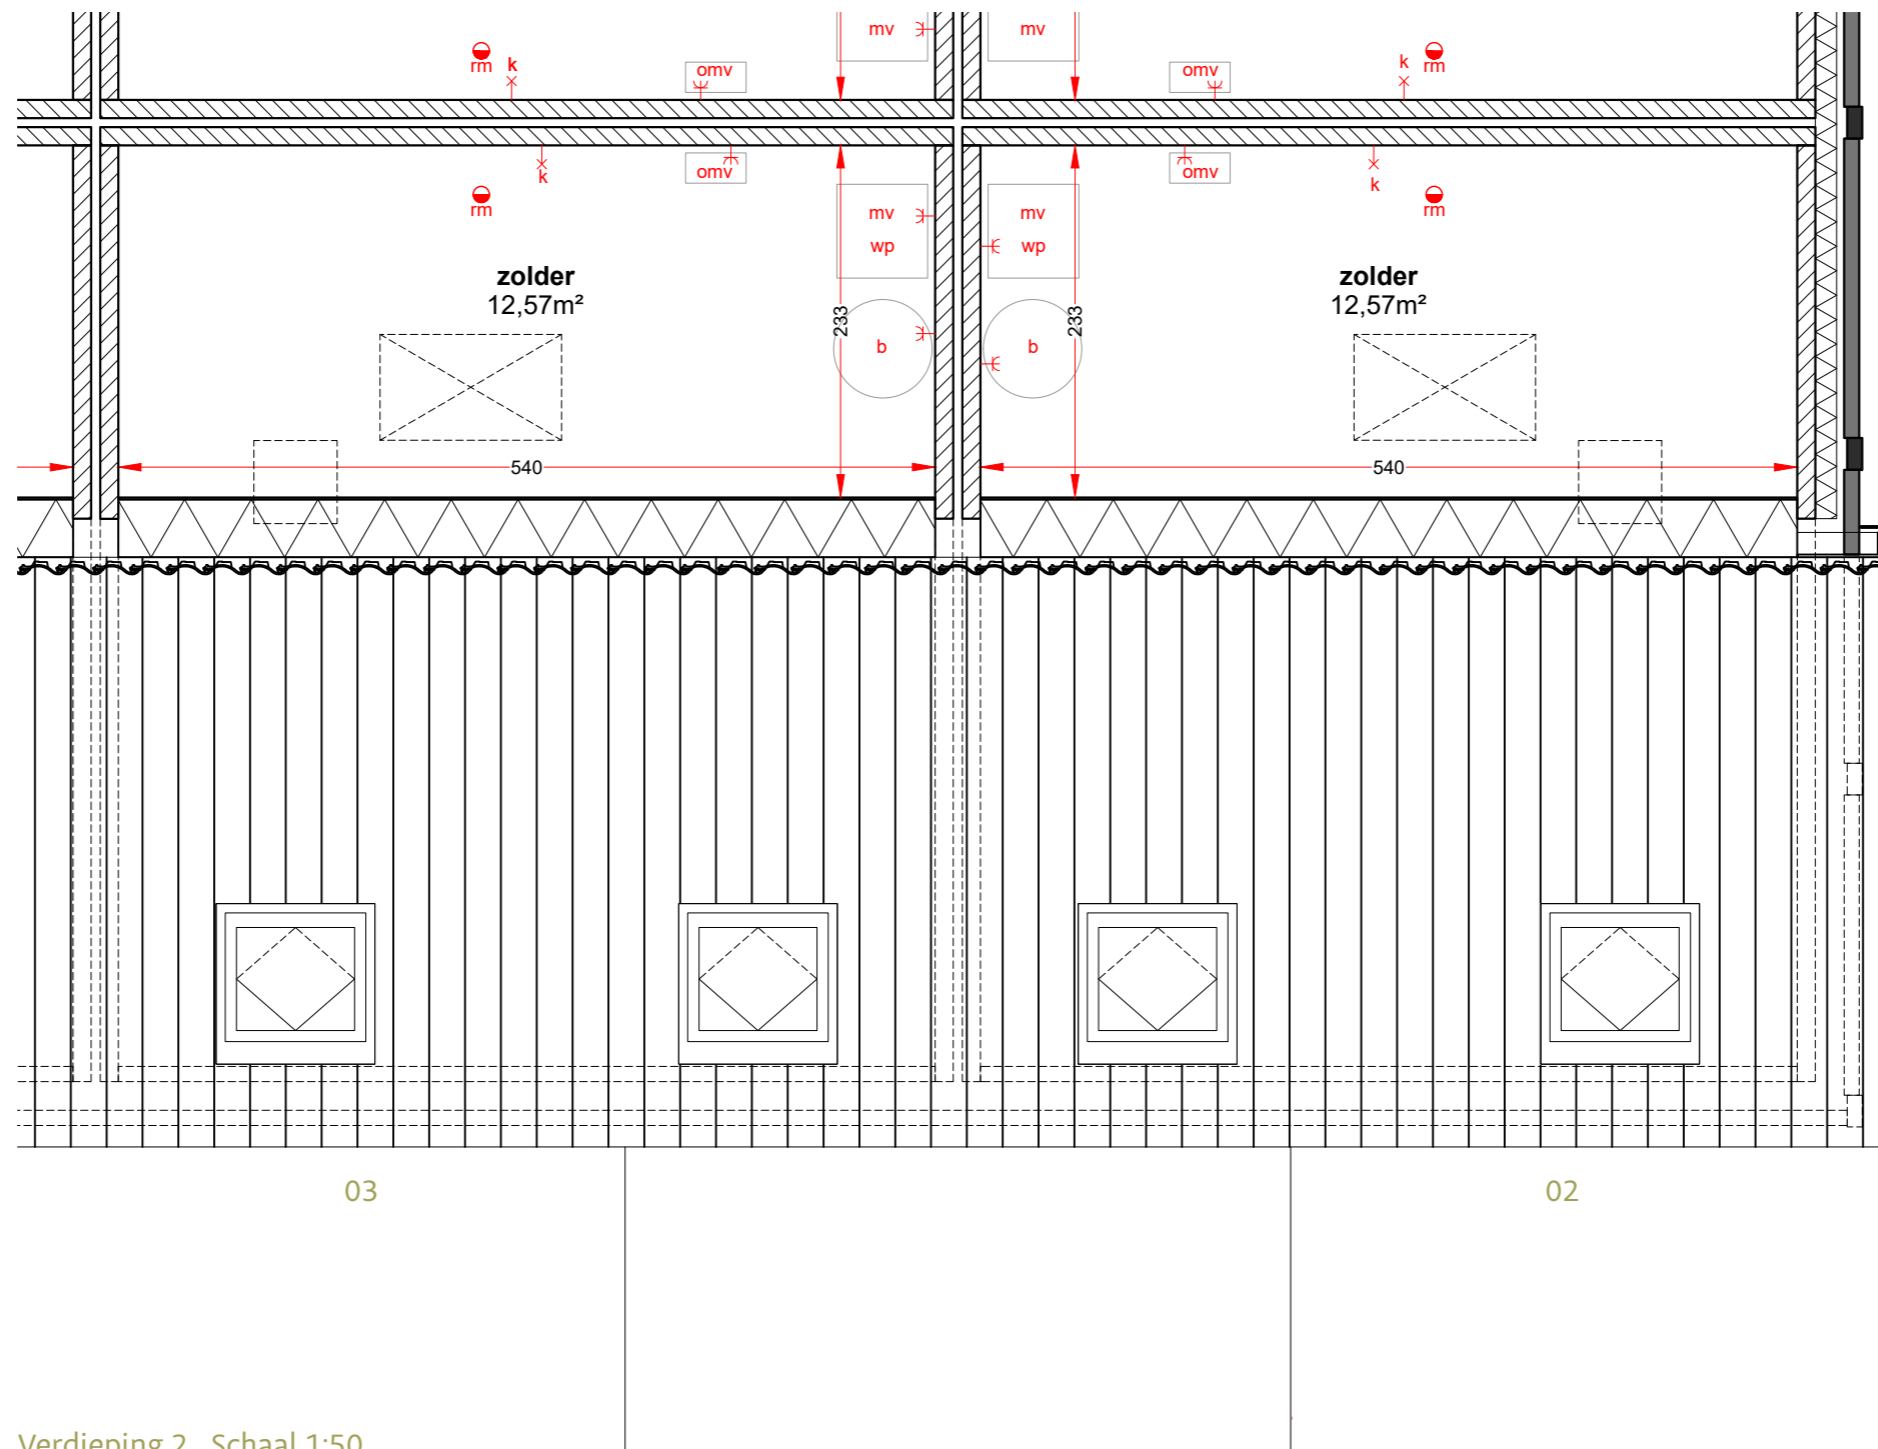 mv mv
rm k omv omv k rm
k omv omv k
rm mv mv rm
wp wp
zolder zolder
12,57m² 12,57m²
233 233
b b
540 540
03 02
Verdieping 2 Schaal 1:50